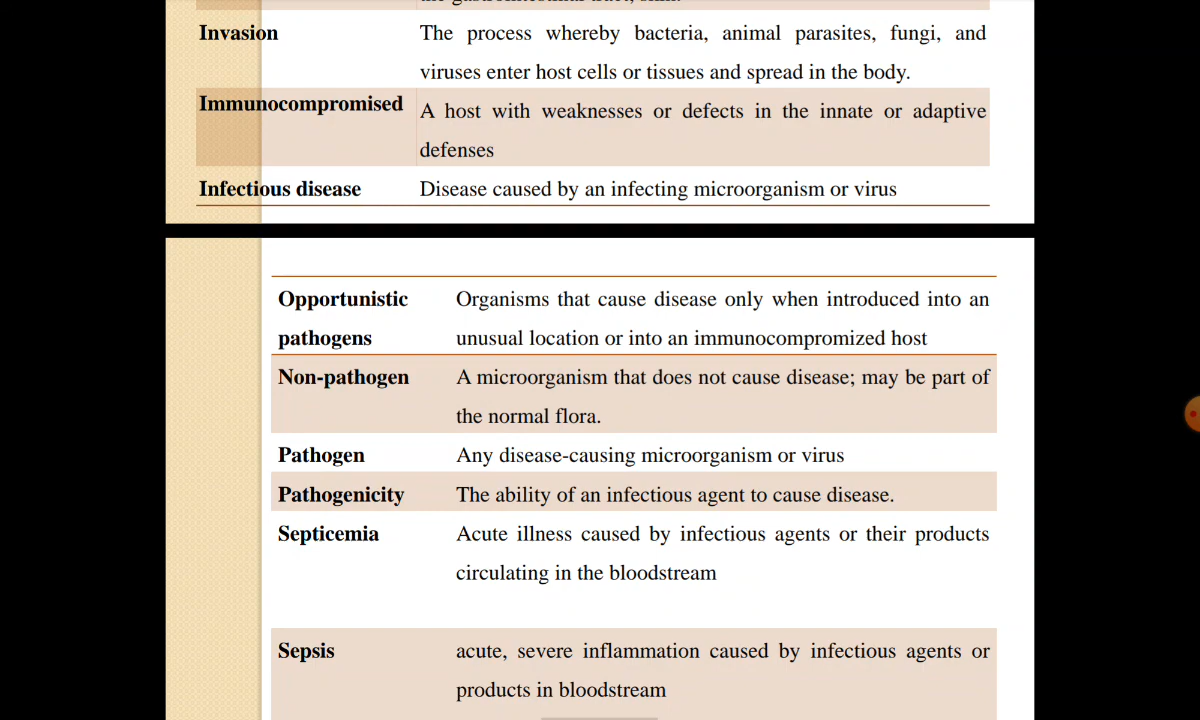 Invasion The process whereby bacteria, animal parasites, fungi, and
viruses enter host cells or tissues and spread in the body.
Immunocompromised A host with weaknesses or defects in the innate or adaptive
defenses
Infectious disease Disease caused by an infecting microorganism or virus
Opportunistic Organisms that cause disease only when introduced into an
pathogens unusual location or into an immunocompromized host
Non-pathogen A microorganism that does not cause disease; may be part of
the normal flora.
Pathogen Any disease-causing microorganism or virus
Pathogenicity The ability of an infectious agent to cause disease.
Septicemia Acute illness caused by infectious agents or their products
circulating in the bloodstream
Sepsis acute, severe inflammation caused by infectious agents or
products in bloodstream